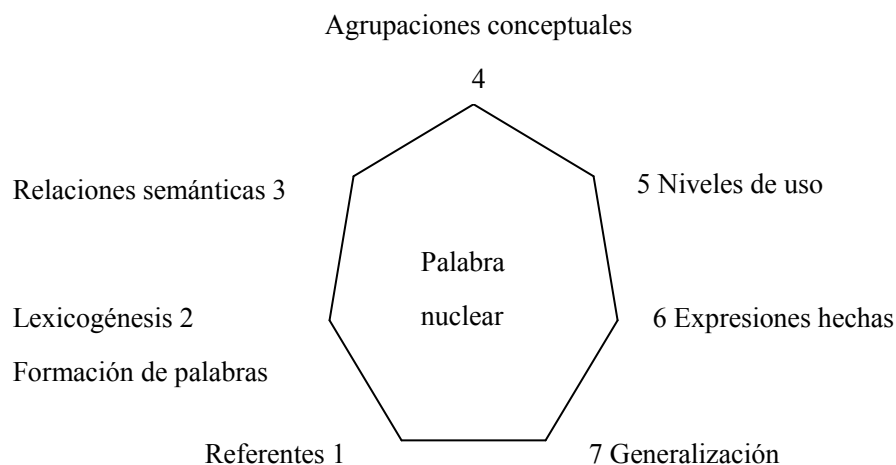 Agrupaciones conceptuales
4
Relaciones semánticas 3
5 Niveles de uso
Palabra
nuclear
Lexicogénesis 2
6 Expresiones hechas
Formación de palabras
Referentes 1
7 Generalización